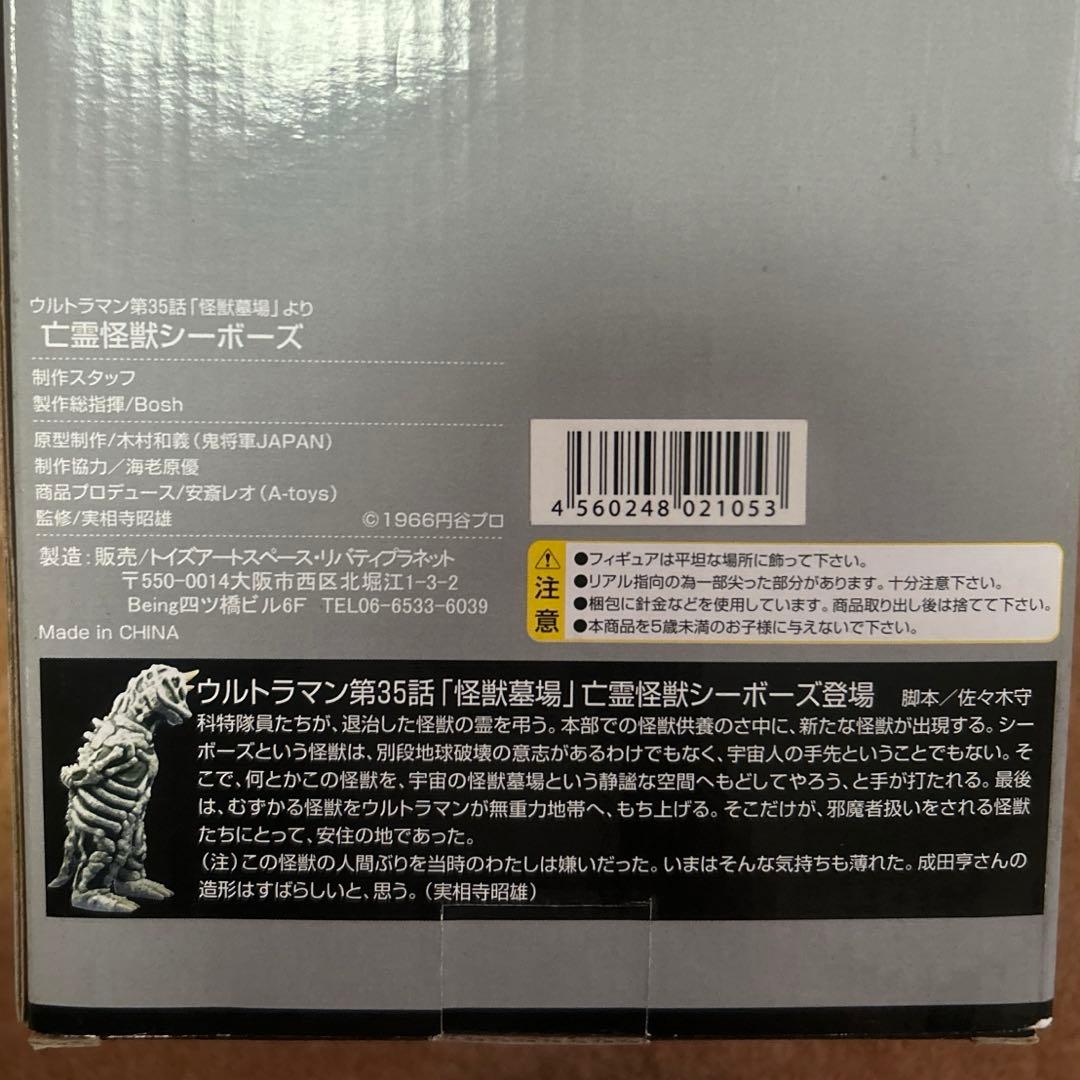 ウルトラマン第35話「怪獣墓場」より
亡霊怪獣シーボーズ
制作スタッフ
製作総指揮/Bosh
原型制作/木村和義(鬼将軍JAPAN)
制作協力/海老原優
商品プロデュース/安斎レオ(A-toys)
監修/実相寺昭雄
©1966円谷プロ
製造・販売/トイズアートスペース・リバティプラネット
〒550-0014大阪市西区北堀江1-3-2
Being四ツ橋ビル6F TEL06-6533-6039
Made in CHINA
4 560248 021053
注意
●フィギュアは平坦な場所に飾って下さい。
●リアル指向の為一部尖った部分があります。十分注意下さい。
●梱包に針金などを使用しています。商品取り出し後は捨てて下さい。
●本商品を5歳未満のお子様に与えないで下さい。
ウルトラマン第35話「怪獣墓場」亡霊怪獣シーボーズ登場 脚本/佐々木守
科特隊員たちが、退治した怪獣の霊を弔う。本部での怪獣供養のさ中に、新たな怪獣が出現する。シー
ボーズという怪獣は、別段地球破壊の意志があるわけでもなく、宇宙人の手先ということでもない。そ
こで、何とかこの怪獣を、宇宙の怪獣墓場という静謐な空間へもどしてやろう、と手が打たれる。最後
は、むずかる怪獣をウルトラマンが無重力地帯へ、もち上げる。そこだけが、邪魔者扱いをされる怪獣
たちにとって、安住の地であった。
(注)この怪獣の人間ぶりを当時のわたしは嫌いだった。いまはそんな気持ちも薄れた。成田亨さんの
造形はすばらしいと、思う。(実相寺昭雄)